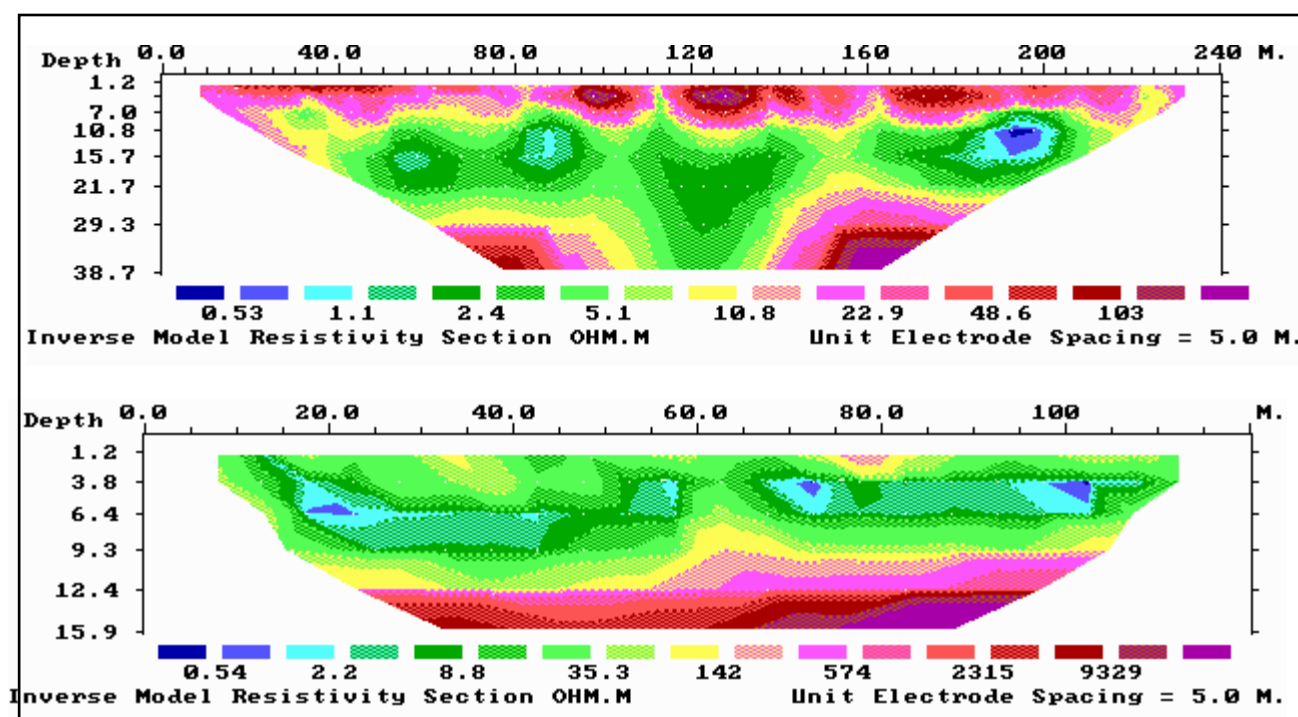 Depth 0.0 40.0 80.0 120 160 200 240 M.
1.2
7.0
10.8
15.7
21.7
29.3
38.7
0.53 1.1 2.4 5.1 10.8 22.9 48.6 103
Inverse Model Resistivity Section OHM.M Unit Electrode Spacing = 5.0 M.
Depth 0.0 20.0 40.0 60.0 80.0 100 M.
1.2
3.8
6.4
9.3
12.4
15.9
0.54 2.2 8.8 35.3 142 574 2315 9329
Inverse Model Resistivity Section OHM.M Unit Electrode Spacing = 5.0 M.